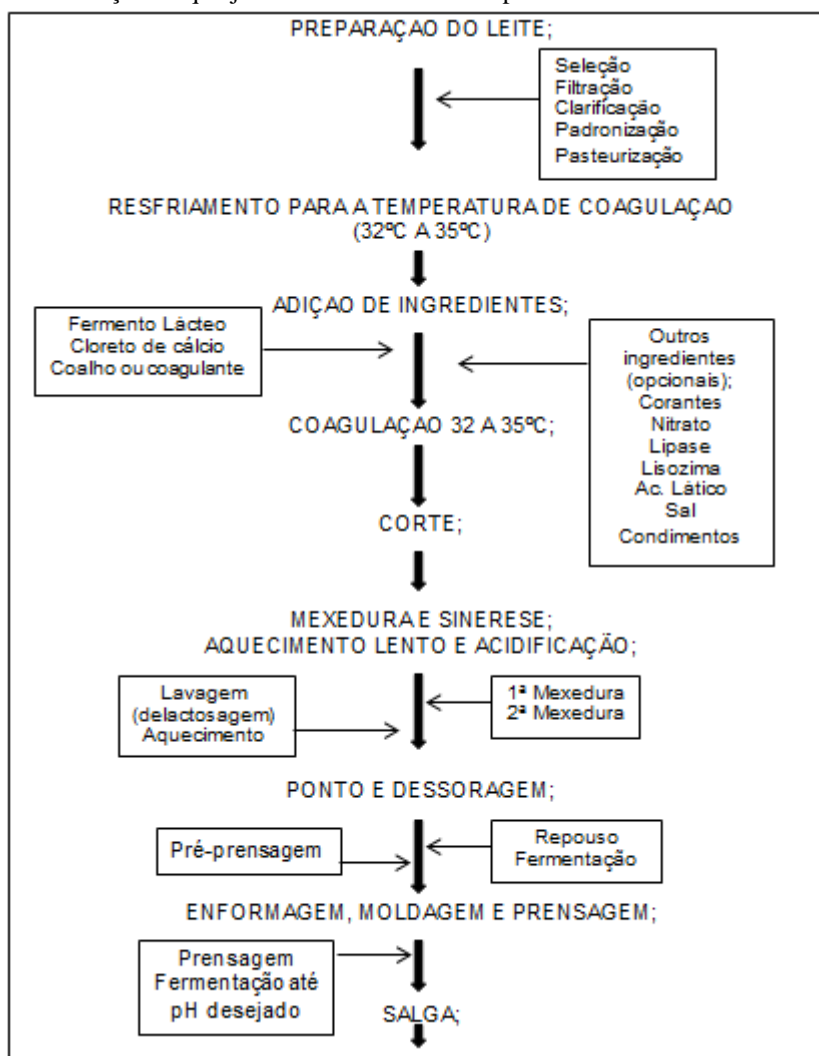 PREPARAÇAO DO LEITE;
Seleção
Filtração
Clarificação
Padronização
Pasteurização
RESFRIAMENTO PARA A TEMPERATURA DE COAGULAÇAO
(32ºC A 35ºC)
ADIÇAO DE INGREDIENTES;
Fermento Lácteo
Cloreto de cálcio
Coalho ou coagulante
Outros
ingredientes
(opcionais);
Corantes
Nitrato
Lipase
Lisozima
Ac. Lático
Sal
Condimentos
COAGULAÇAO 32 A 35ºC;
CORTE;
MEXEDURA E SINERESE;
AQUECIMENTO LENTO E ACIDIFICAÇÃO;
Lavagem
(delactosagem)
Aquecimento
1ª Mexedura
2ª Mexedura
PONTO E DESSORAGEM;
Pré-prensagem
Repouso
Fermentação
ENFORMAGEM, MOLDAGEM E PRENSAGEM;
Prensagem
Fermentação até
pH desejado
SALGA;